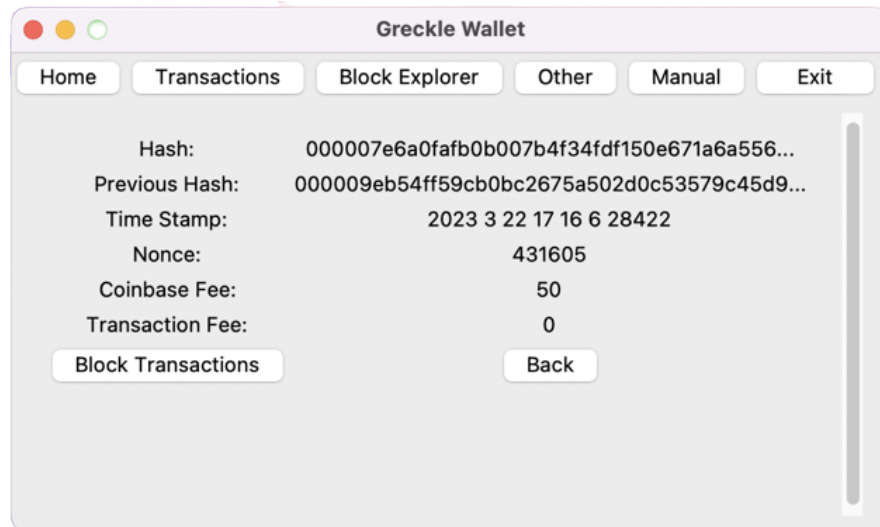 Greckle Wallet
Home Transactions Block Explorer Other Manual Exit
Hash: 000007e6a0fafb0b007b4f34fdf150e671a6a556...
Previous Hash: 000009eb54ff59cb0bc2675a502d0c53579c45d9...
Time Stamp: 2023 3 22 17 16 6 28422
Nonce: 431605
Coinbase Fee: 50
Transaction Fee: 0
Block Transactions Back